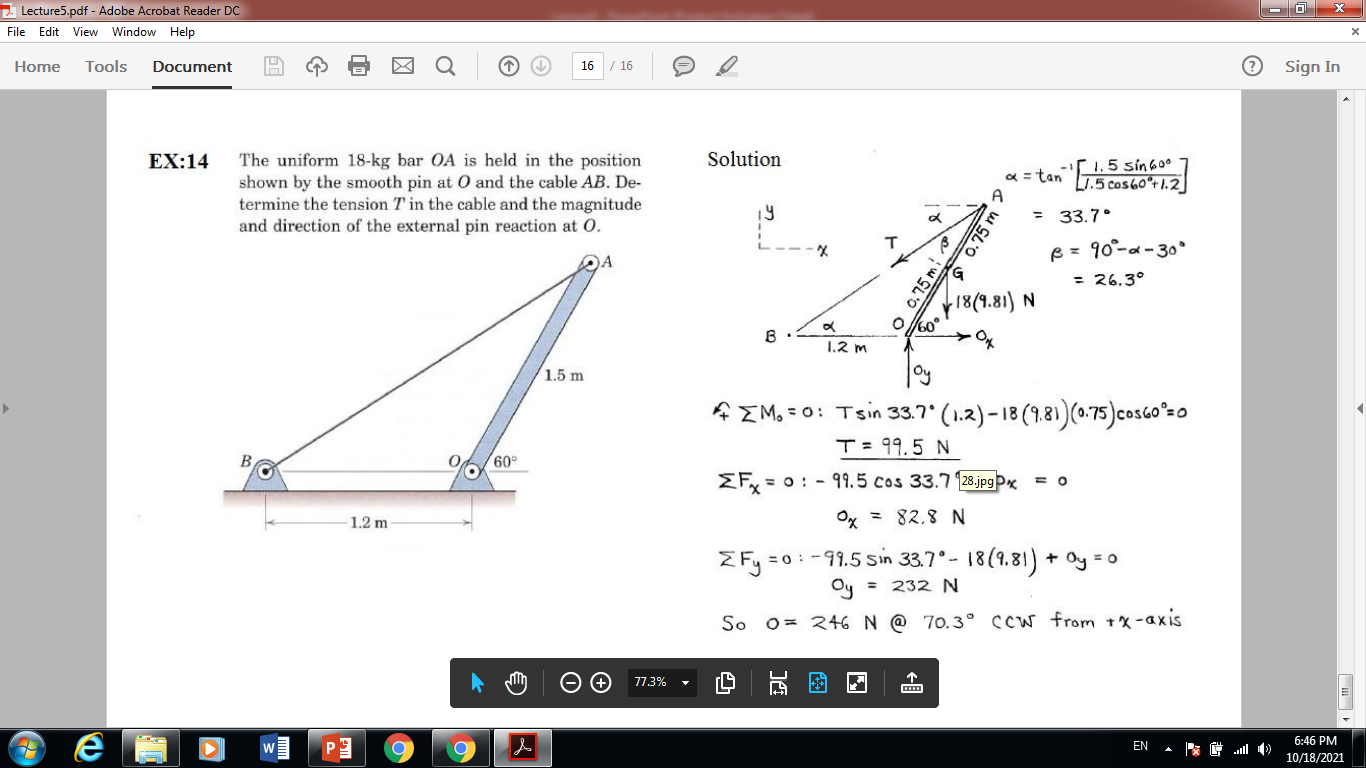 Lecture5.pdf - Adobe Acrobat Reader DC
File Edit View Window Help
Home Tools Document 16 / 16 Sign In
EX:14
The uniform 18-kg bar OA is held in the position
shown by the smooth pin at O and the cable AB. De-
termine the tension T in the cable and the magnitude
and direction of the external pin reaction at O.
A
1.5 m
B
O
60°
1.2 m
Solution
α = tan⁻¹[1.5 sin60° / 1.5 cos60°+1.2]
= 33.7°
β = 90°-α-30°
= 26.3°
y
x
A
α
T
β
0.75 m
0.75 m
G
18(9.81) N
O
60°
B
α
1.2 m
Ox
Oy
+ ΣMo = 0: T sin 33.7° (1.2) - 18(9.81)(0.75) cos60° = 0
T = 99.5 N
ΣFx = 0: - 99.5 cos 33.7° Ox = 0
28.jpg
Ox = 82.8 N
ΣFy = 0: -99.5 sin 33.7° - 18(9.81) + Oy = 0
Oy = 232 N
So O = 246 N @ 70.3° CCW from +x-axis
77.3%
EN
6:46 PM
10/18/2021